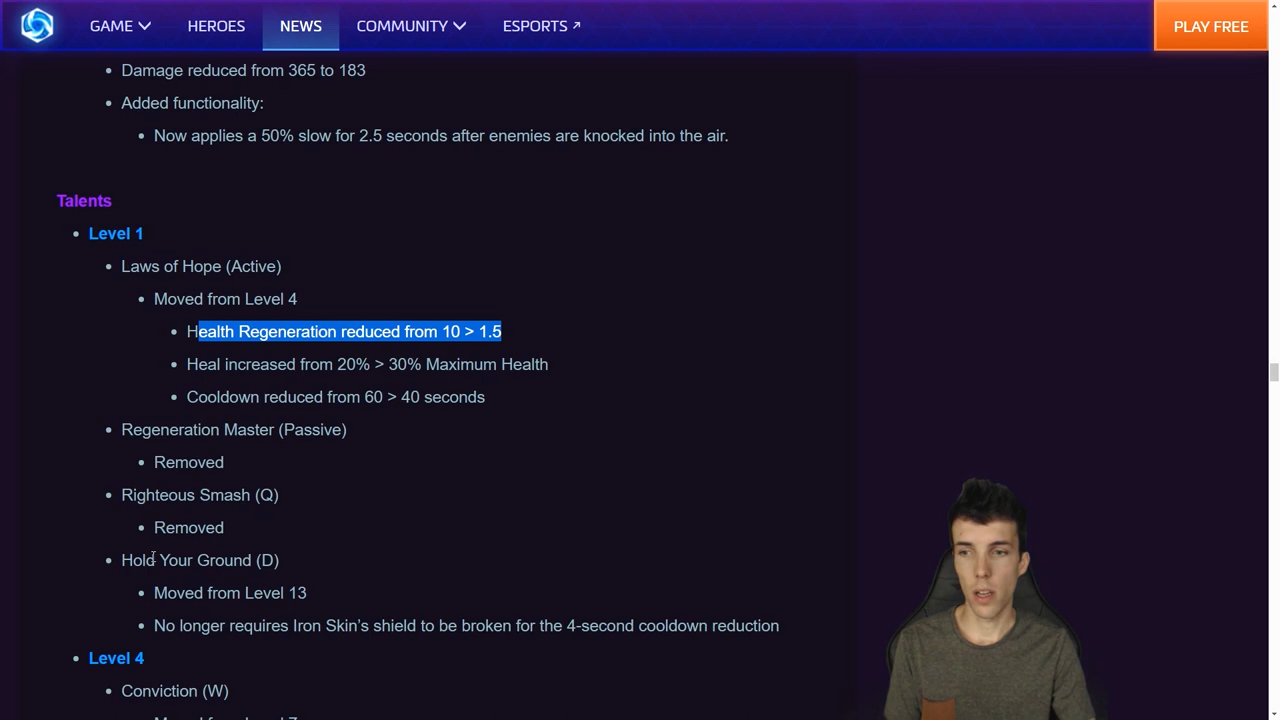 GAME HEROES NEWS COMMUNITY ESPORTS PLAY FREE
Damage reduced from 365 to 183
Added functionality:
Now applies a 50% slow for 2.5 seconds after enemies are knocked into the air.
Talents
Level 1
Laws of Hope (Active)
Moved from Level 4
Health Regeneration reduced from 10 > 1.5
Heal increased from 20% > 30% Maximum Health
Cooldown reduced from 60 > 40 seconds
Regeneration Master (Passive)
Removed
Righteous Smash (Q)
Removed
Hold Your Ground (D)
Moved from Level 13
No longer requires Iron Skin's shield to be broken for the 4-second cooldown reduction
Level 4
Conviction (W)